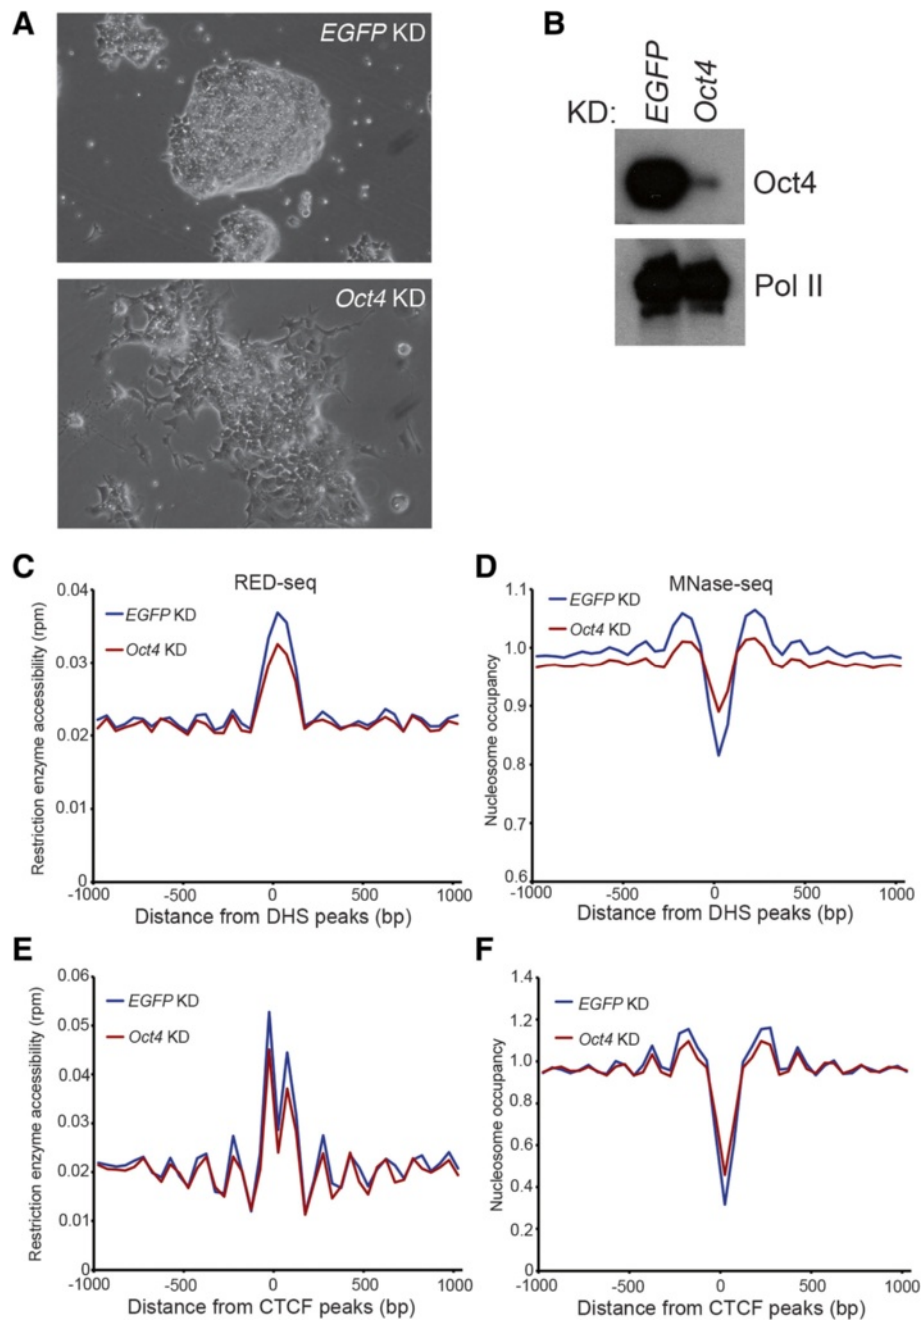 A
EGFP KD
Oct4 KD
B
KD: EGFP Oct4
Oct4
Pol II
C
RED-seq
Restriction enzyme accessibility (rpm)
0.04
0.03
0.02
0.01
0
EGFP KD
Oct4 KD
-1000 -500 0 500 1000
Distance from DHS peaks (bp)
D
MNase-seq
Nucleosome occupancy
1.1
1.0
0.9
0.8
0.7
0.6
EGFP KD
Oct4 KD
-1000 -500 0 500 1000
Distance from DHS peaks (bp)
E
Restriction enzyme accessibility (rpm)
0.06
0.05
0.04
0.03
0.02
0.01
0
EGFP KD
Oct4 KD
-1000 -500 0 500 1000
Distance from CTCF peaks (bp)
F
Nucleosome occupancy
1.4
1.2
1.0
0.8
0.6
0.4
0.2
0
EGFP KD
Oct4 KD
-1000 -500 0 500 1000
Distance from CTCF peaks (bp)